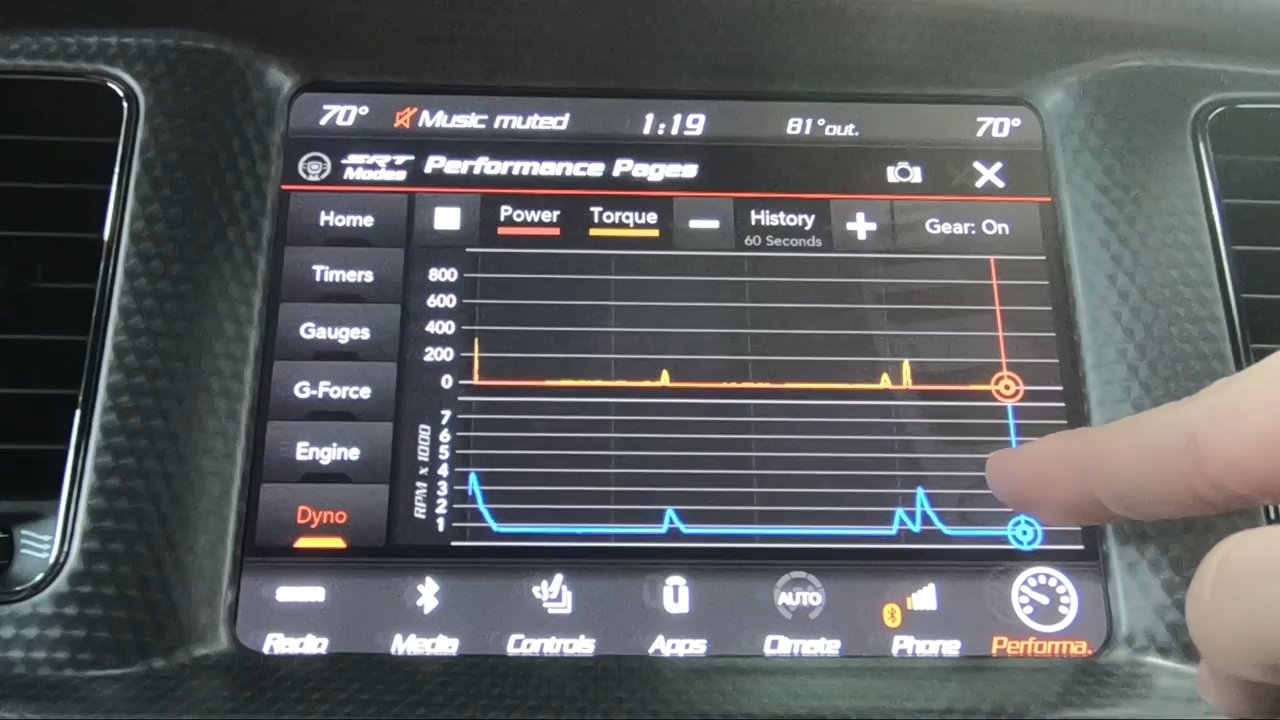 70° Music muted 1:19 81°out. 70°
SRT Modes Performance Pages
Home
Timers
Gauges
G-Force
Engine
Dyno
Power Torque History Gear: On
60 Seconds
800
600
400
200
0
7
6
5
4
3
2
1
RPM x 1000
AUTO
Radio Media Controls Apps Climate Phone Performa.